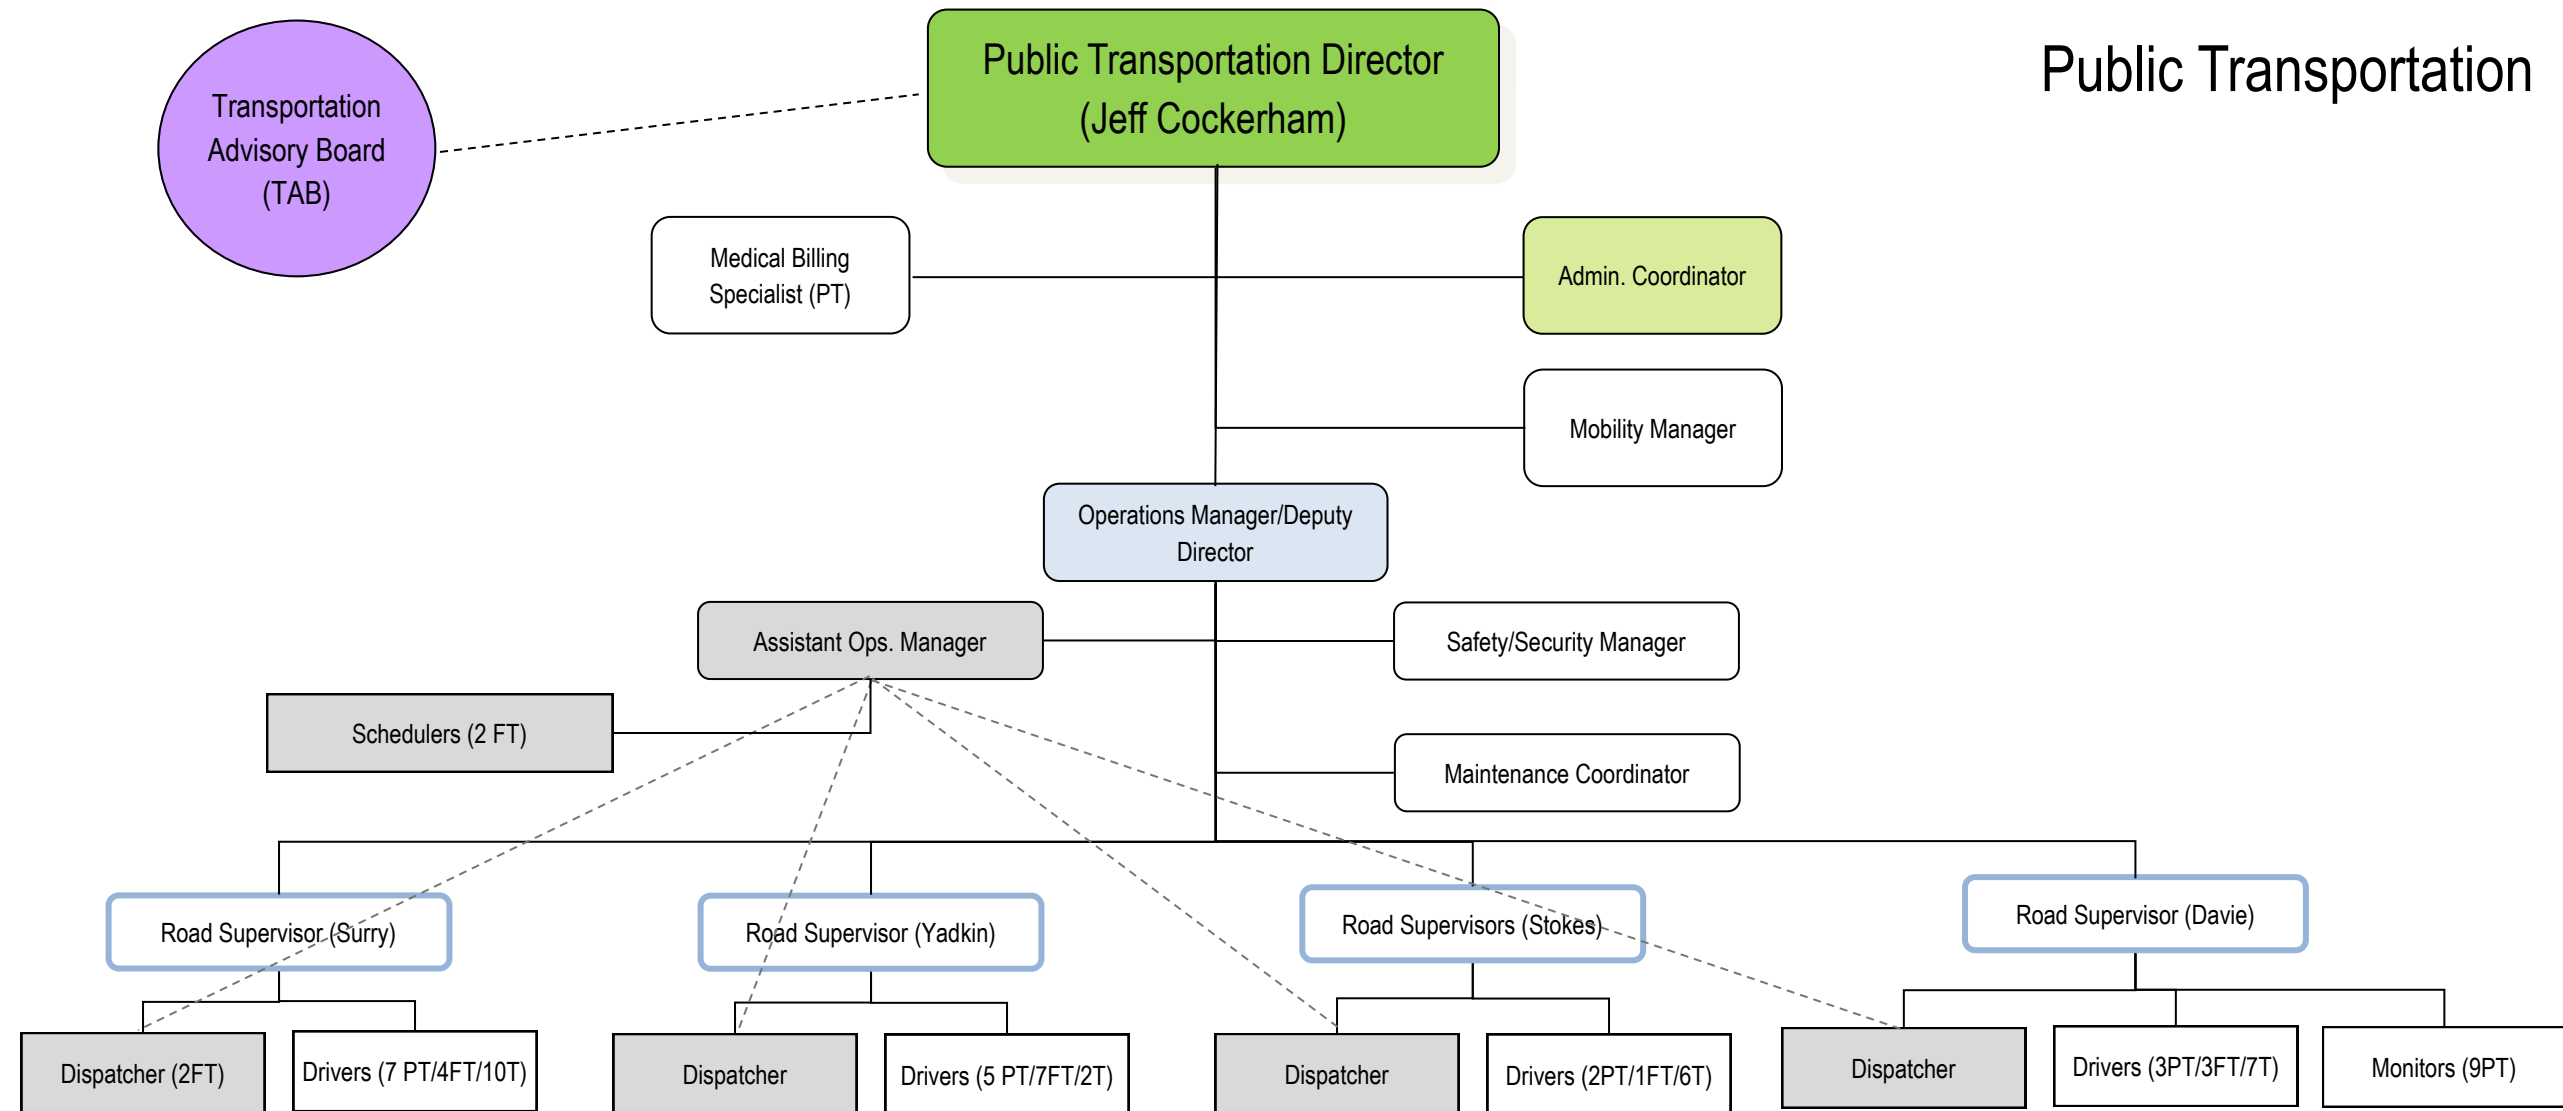 Public Transportation
Transportation
Advisory Board
(TAB)
Public Transportation Director
(Jeff Cockerham)
Medical Billing
Specialist (PT)
Admin. Coordinator
Mobility Manager
Operations Manager/Deputy
Director
Assistant Ops. Manager
Safety/Security Manager
Schedulers (2 FT)
Maintenance Coordinator
Road Supervisor (Surry)
Road Supervisor (Yadkin)
Road Supervisors (Stokes)
Road Supervisor (Davie)
Dispatcher (2FT)
Drivers (7 PT/4FT/10T)
Dispatcher
Drivers (5 PT/7FT/2T)
Dispatcher
Drivers (2PT/1FT/6T)
Dispatcher
Drivers (3PT/3FT/7T)
Monitors (9PT)